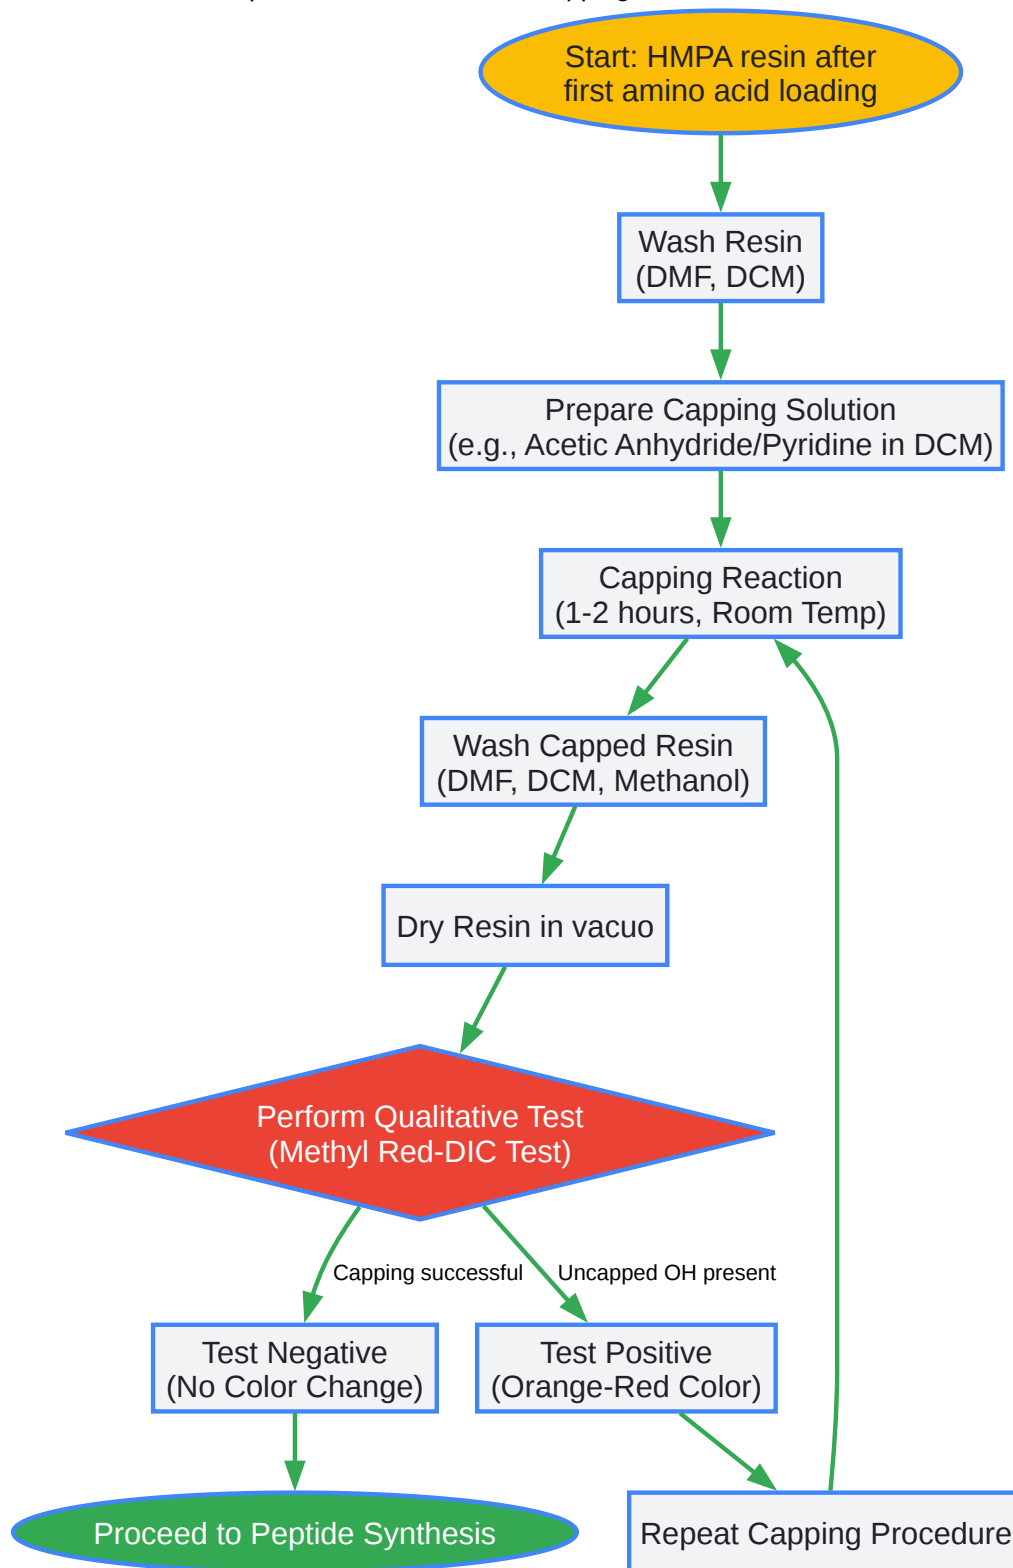 Start: HMPA resin after
first amino acid loading
Wash Resin
(DMF, DCM)
Prepare Capping Solution
(e.g., Acetic Anhydride/Pyridine in DCM)
Capping Reaction
(1-2 hours, Room Temp)
Wash Capped Resin
(DMF, DCM, Methanol)
Dry Resin in vacuo
Perform Qualitative Test
(Methyl Red-DIC Test)
Capping successful
Uncapped OH present
Test Negative
(No Color Change)
Test Positive
(Orange-Red Color)
Proceed to Peptide Synthesis
Repeat Capping Procedure